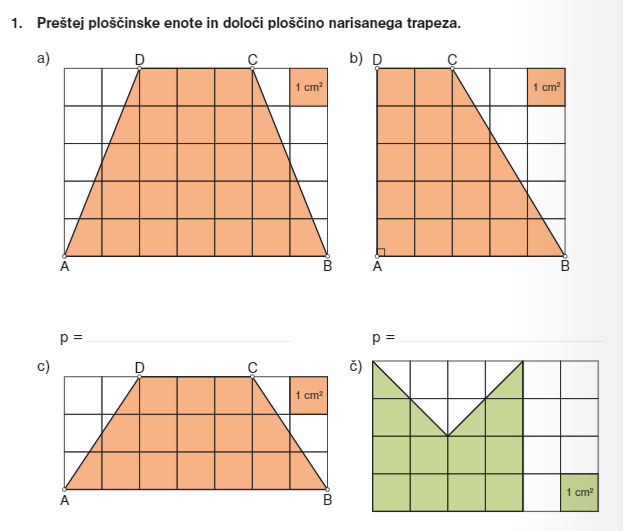 1. Preštej ploščinske enote in določi ploščino narisanega trapeza.
a) D C
1 cm²
A B
b) D C
1 cm²
A B
p =
p =
c) D C
1 cm²
A B
č)
1 cm²